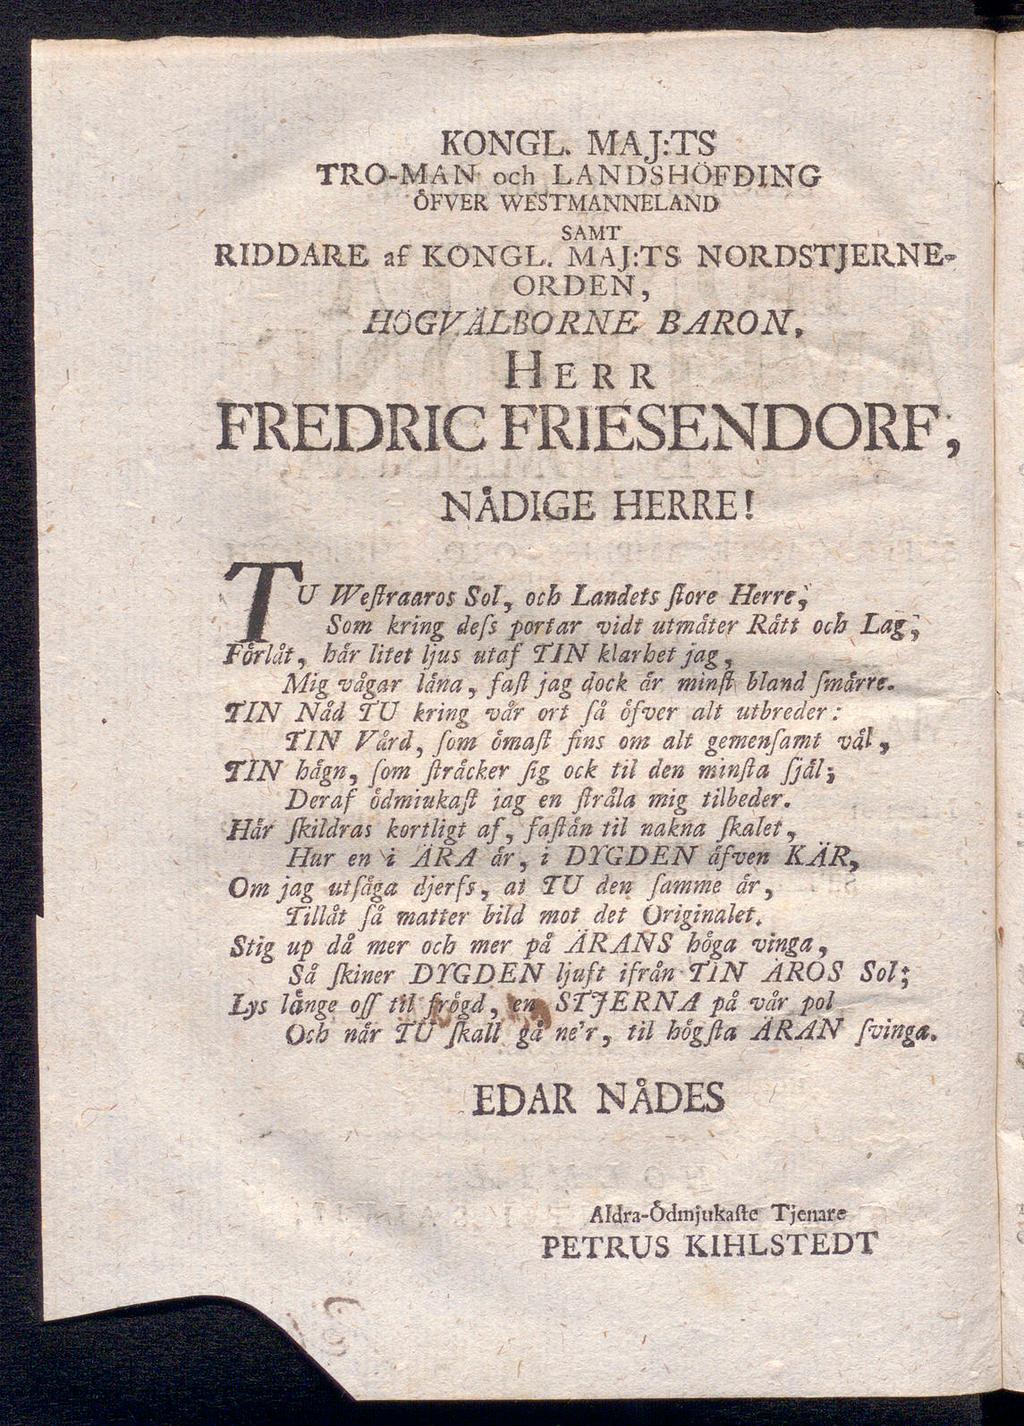 KONGL. MAJ:TS
TRO-MAN och LANDSHÖFDING
ÖFVER WESTMANNELAND
SAMT
RIDDARE af KONGL. MAJ:TS NORDSTJERNE-
ORDEN,
HÖGVÄLBORNE BARON,
HERR
FREDRIC FRIESENDORF,
NÅDIGE HERRE!
TU Weſtraaros Sol, och Landets ſtore Herre,
Som kring deſs portar vidt utmäter Rätt och Lag,
Förlåt, här litet ljus utaf TIN klarhet jag,
Mig vågar låna, faſt jag dock är minſt bland ſmärre.
TIN Nåd TU kring vår ort ſå öfver alt utbreder:
TIN Vård, ſom ömaſt fins om alt gemenſamt väl,
TIN hägn, ſom ſträcker ſig ock til den minſta ſjäl;
Deraf ödmiukaſt jag en ſtråla mig tilbeder.
Här ſkildras kortligt af, faſtän til nakna ſkalet,
Hur en i ÄRA är, i DYGDEN äfven KÄR,
Om jag utſäga djerfs, at TU den ſamme är,
Tillåt ſå matter bild mot det Originalet.
Stig up då mer och mer på ÄRANS höga vinga,
Så ſkiner DYGDEN ljuft ifrån TIN AROS Sol;
Lys länge oſſ til frögd, en STJERNA på vår pol
Och när TU ſkall gå ne'r, til högſta ÄRAN ſvinga.
EDAR NÅDES
Aldra-Ödmjukaſte Tjenare
PETRUS KIHLSTEDT